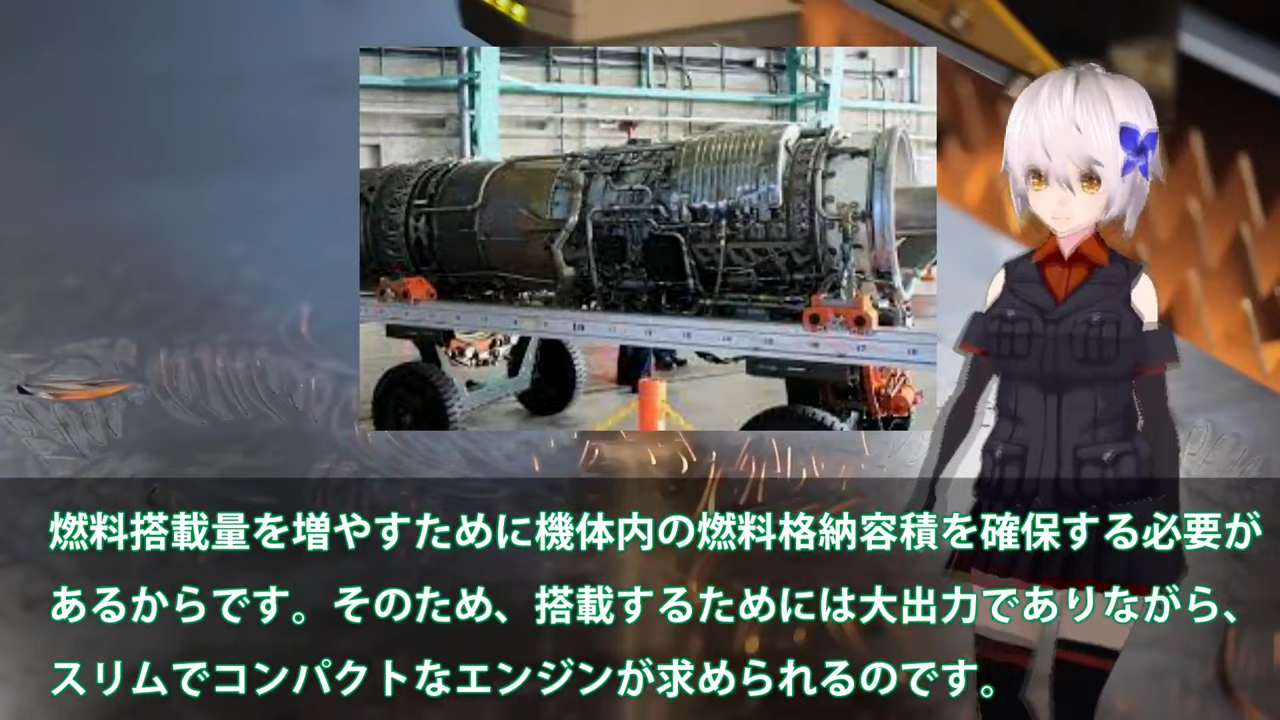 燃料搭載量を増やすために機体内の燃料格納容積を確保する必要が
あるからです。そのため、搭載するためには大出力でありながら、
スリムでコンパクトなエンジンが求められるのです。